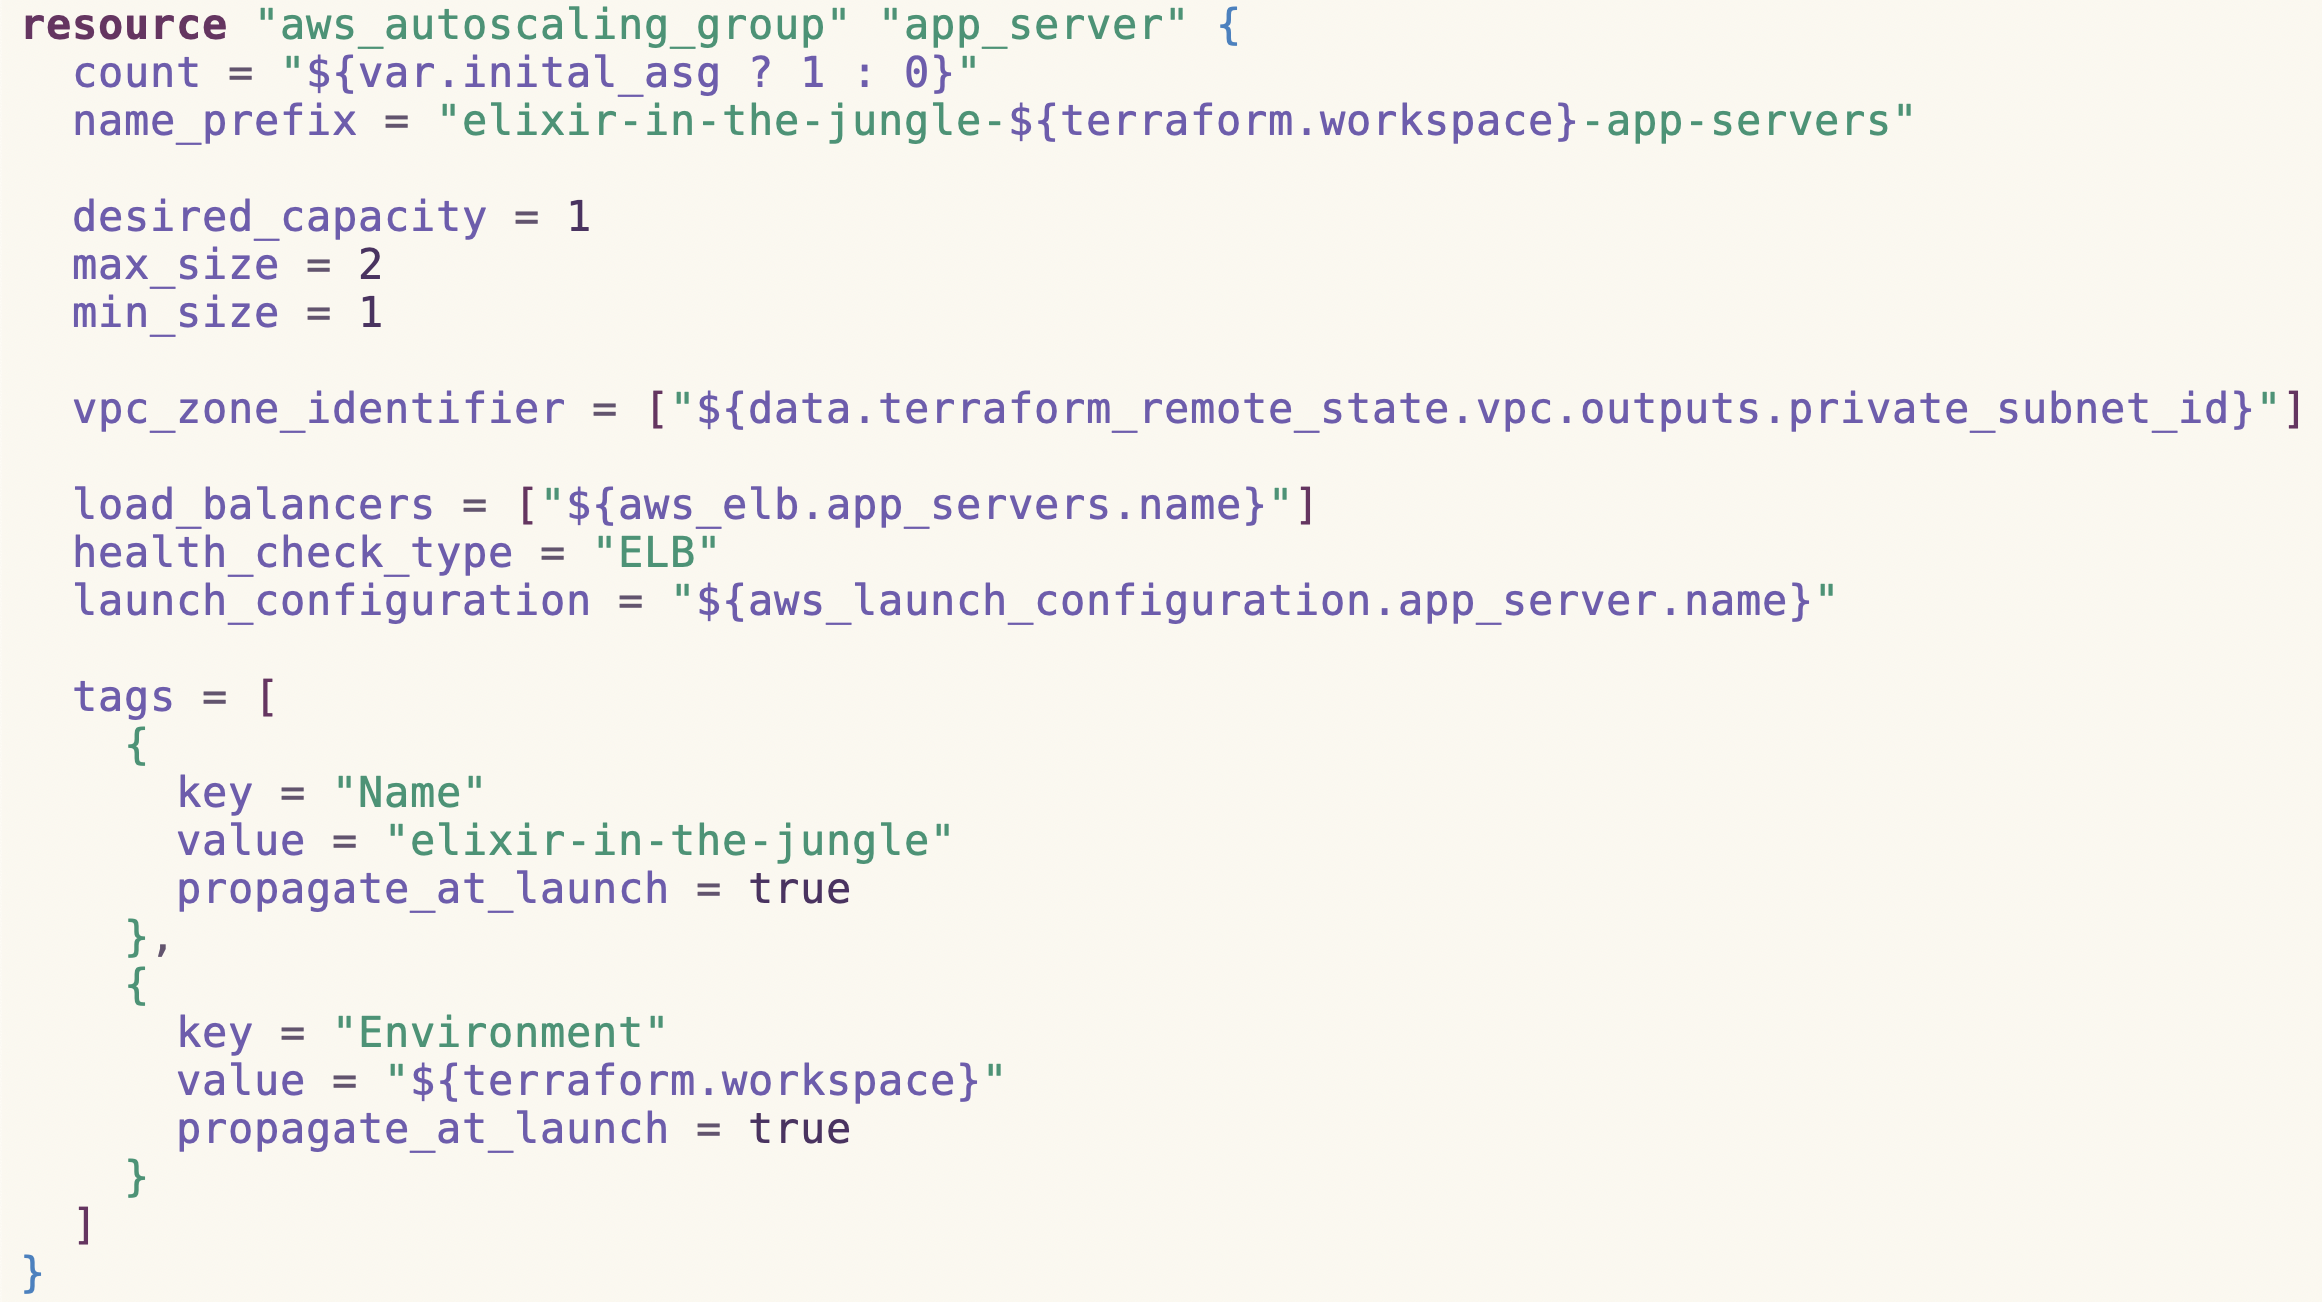 resource "aws_autoscaling_group" "app_server" {
  count = "${var.inital_asg ? 1 : 0}"
  name_prefix = "elixir-in-the-jungle-${terraform.workspace}-app-servers"

  desired_capacity = 1
  max_size = 2
  min_size = 1

  vpc_zone_identifier = ["${data.terraform_remote_state.vpc.outputs.private_subnet_id}"]

  load_balancers = ["${aws_elb.app_servers.name}"]
  health_check_type = "ELB"
  launch_configuration = "${aws_launch_configuration.app_server.name}"

  tags = [
    {
      key = "Name"
      value = "elixir-in-the-jungle"
      propagate_at_launch = true
    },
    {
      key = "Environment"
      value = "${terraform.workspace}"
      propagate_at_launch = true
    }
  ]
}